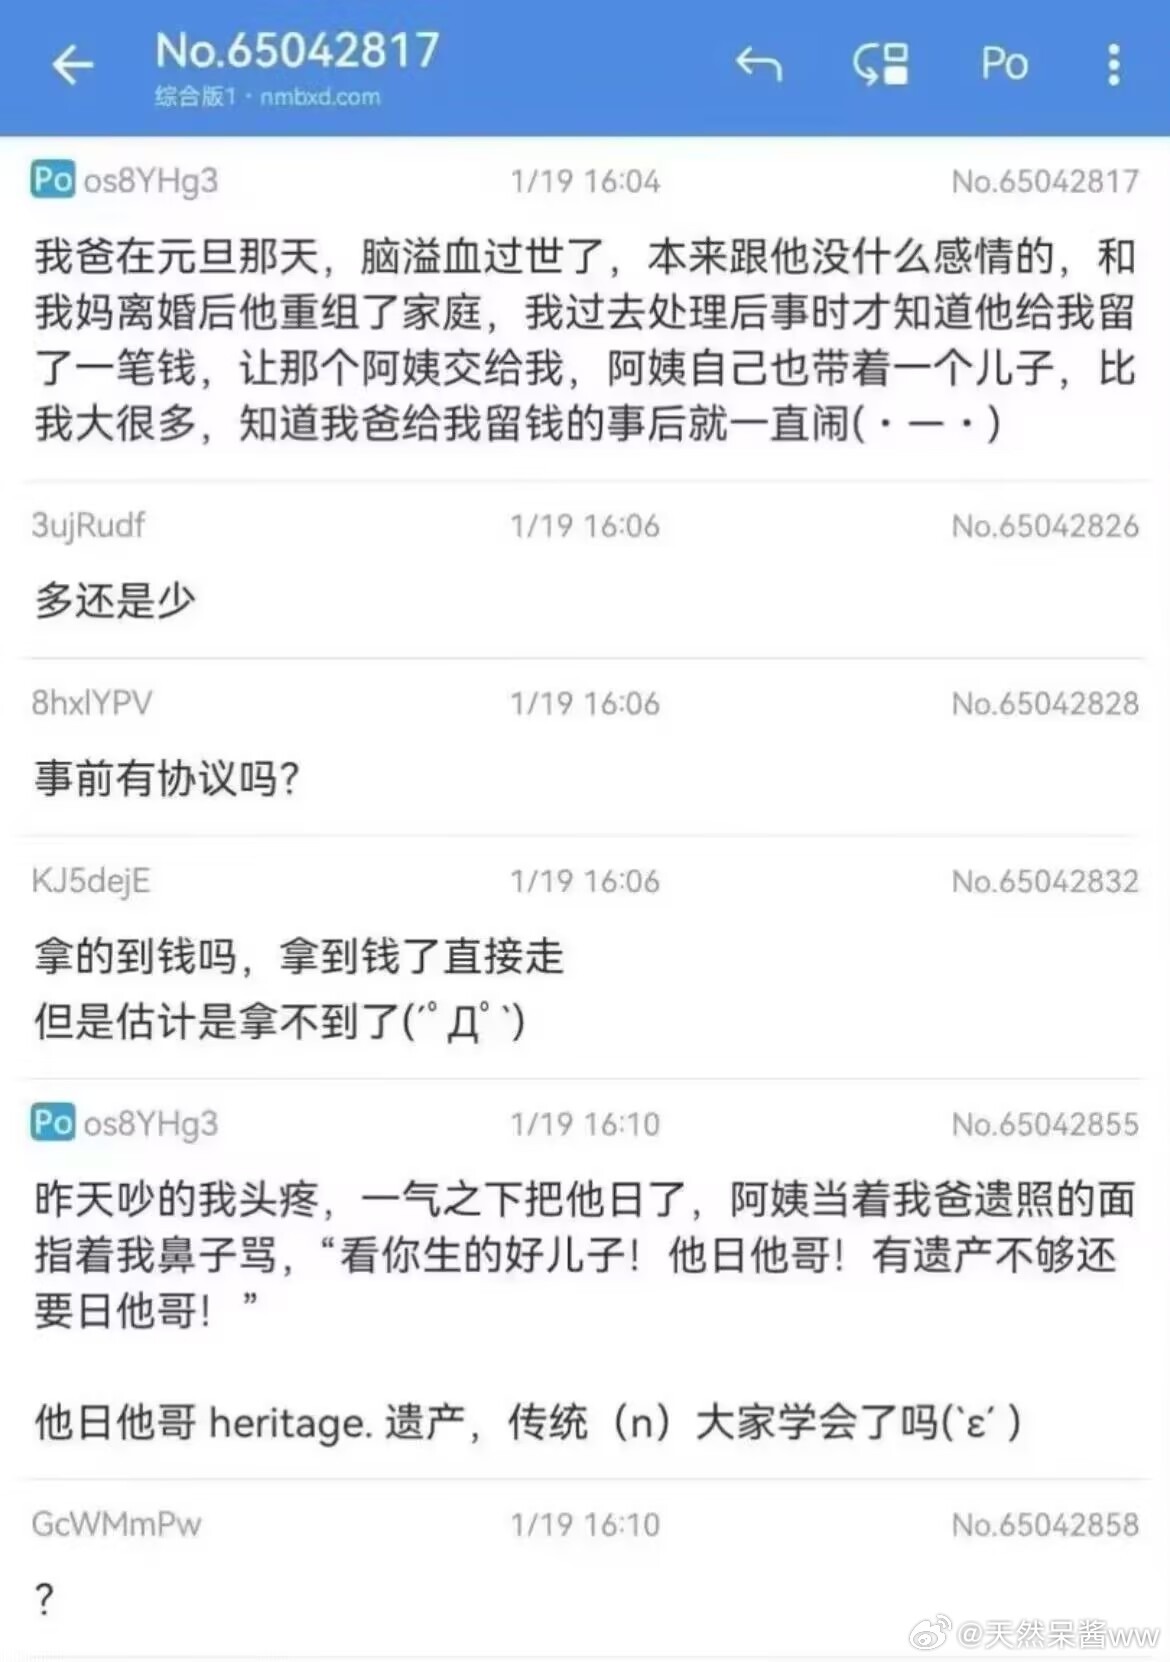 No.65042817
综合版1·nmbxd.com
Po
Po os8YHg3 1/19 16:04 No.65042817
我爸在元旦那天，脑溢血过世了，本来跟他没什么感情的，和
我妈离婚后他重组了家庭，我过去处理后事时才知道他给我留
了一笔钱，让那个阿姨交给我，阿姨自己也带着一个儿子，比
我大很多，知道我爸给我留钱的事后就一直闹(・一・)
3ujRudf 1/19 16:06 No.65042826
多还是少
8hxlYPV 1/19 16:06 No.65042828
事前有协议吗？
KJ5dejE 1/19 16:06 No.65042832
拿的到钱吗，拿到钱了直接走
但是估计是拿不到了(´ﾟДﾟ`)
Po os8YHg3 1/19 16:10 No.65042855
昨天吵的我头疼，一气之下把他日了，阿姨当着我爸遗照的面
指着我鼻子骂，“看你生的好儿子！他日他哥！有遗产不够还
要日他哥！”
他日他哥 heritage. 遗产，传统（n）大家学会了吗(`ε´ )
GcWMmPw 1/19 16:10 No.65042858
？
@天然呆酱ww